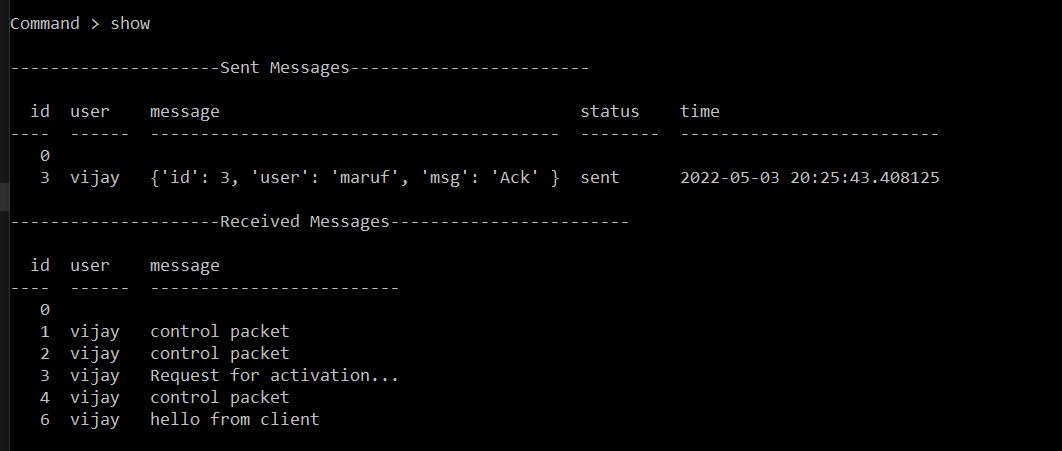 Command > show
---------------------Sent Messages------------------------
  id  user    message                                    status    time
----  ------  -----------------------------------------  --------  --------------------------
   0
   3  vijay   {'id': 3, 'user': 'maruf', 'msg': 'Ack' }  sent      2022-05-03 20:25:43.408125
---------------------Received Messages------------------------
  id  user    message
----  ------  -------------------------
   0
   1  vijay   control packet
   2  vijay   control packet
   3  vijay   Request for activation...
   4  vijay   control packet
   6  vijay   hello from client